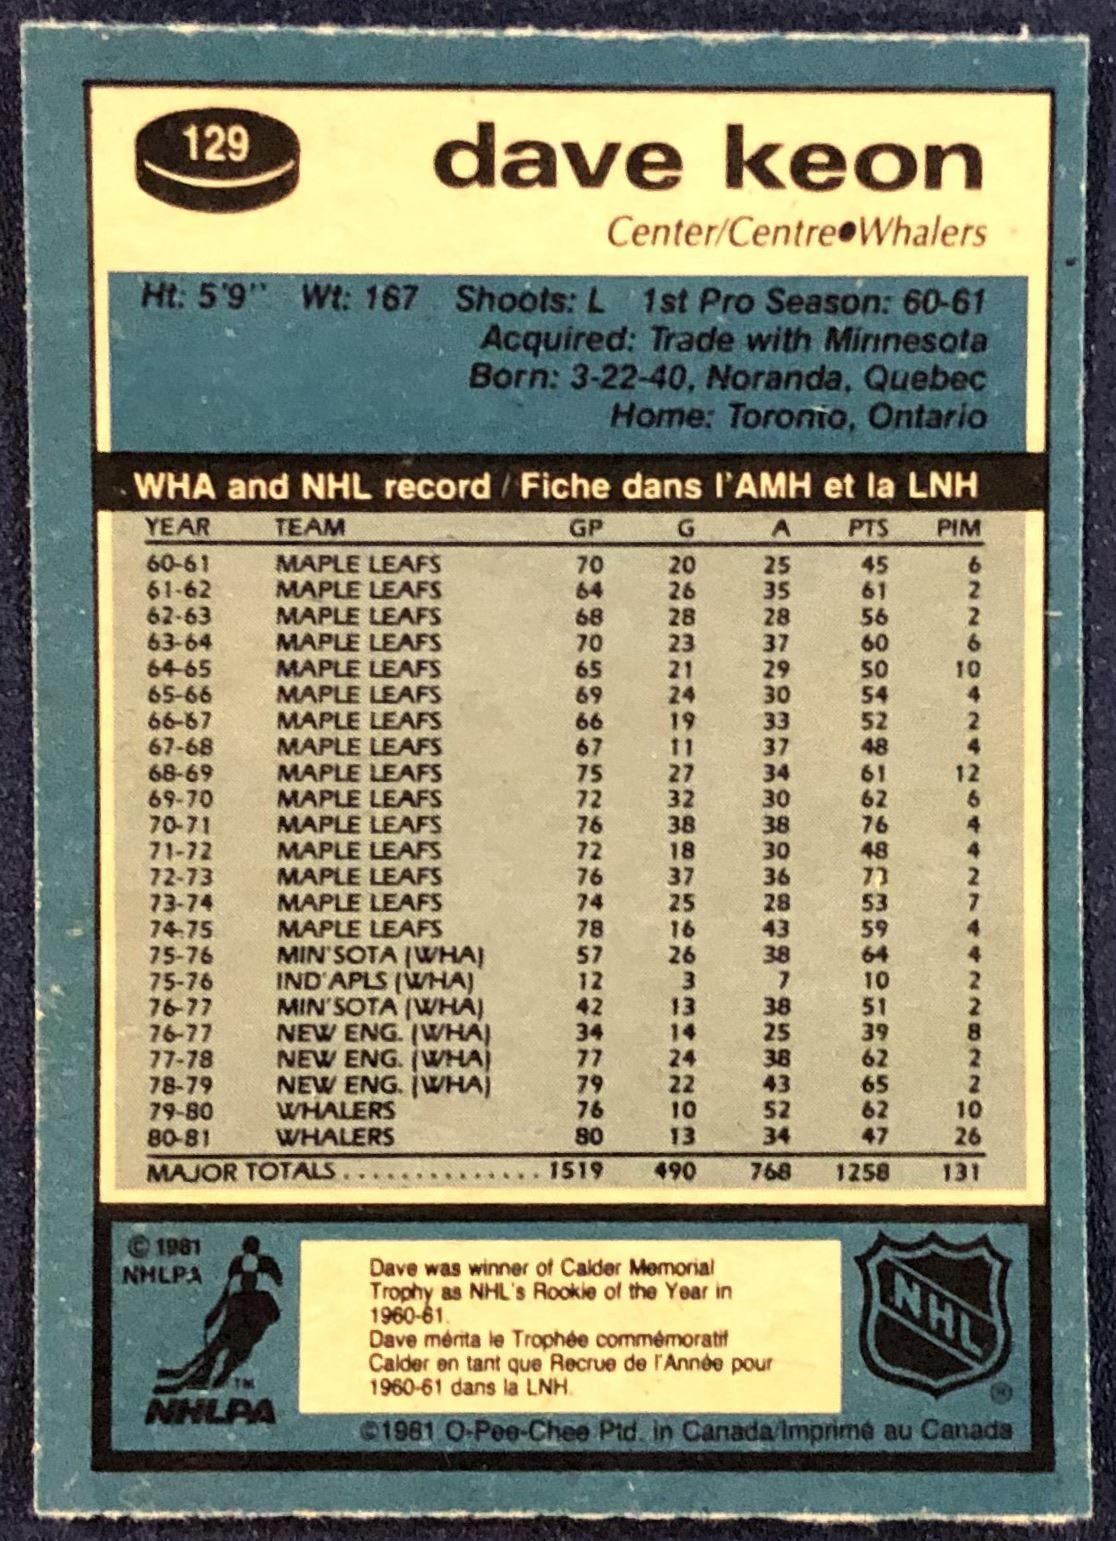 129
dave keon
Center/Centre●Whalers
Ht: 5'9'' Wt: 167 Shoots: L 1st Pro Season: 60-61
Acquired: Trade with Minnesota
Born: 3-22-40, Noranda, Quebec
Home: Toronto, Ontario
WHA and NHL record / Fiche dans l'AMH et la LNH
YEAR TEAM GP G A PTS PIM
60-61 MAPLE LEAFS 70 20 25 45 6
61-62 MAPLE LEAFS 64 26 35 61 2
62-63 MAPLE LEAFS 68 28 28 56 2
63-64 MAPLE LEAFS 70 23 37 60 6
64-65 MAPLE LEAFS 65 21 29 50 10
65-66 MAPLE LEAFS 69 24 30 54 4
66-67 MAPLE LEAFS 66 19 33 52 2
67-68 MAPLE LEAFS 67 11 37 48 4
68-69 MAPLE LEAFS 75 27 34 61 12
69-70 MAPLE LEAFS 72 32 30 62 6
70-71 MAPLE LEAFS 76 38 38 76 4
71-72 MAPLE LEAFS 72 18 30 48 4
72-73 MAPLE LEAFS 76 37 36 73 2
73-74 MAPLE LEAFS 74 25 28 53 7
74-75 MAPLE LEAFS 78 16 43 59 4
75-76 MIN'SOTA (WHA) 57 26 38 64 4
75-76 IND'APLS (WHA) 12 3 7 10 2
76-77 MIN'SOTA (WHA) 42 13 38 51 2
76-77 NEW ENG. (WHA) 34 14 25 39 8
77-78 NEW ENG. (WHA) 77 24 38 62 2
78-79 NEW ENG. (WHA) 79 22 43 65 2
79-80 WHALERS 76 10 52 62 10
80-81 WHALERS 80 13 34 47 26
MAJOR TOTALS.............. 1519 490 768 1258 131
© 1981
NHLPA
Dave was winner of Calder Memorial
Trophy as NHL's Rookie of the Year in
1960-61.
Dave mérita le Trophée commémoratif
Calder en tant que Recrue de l'Année pour
1960-61 dans la LNH.
TM
NHLPA
NHL
®
©1981 O-Pee-Chee Ptd. in Canada/Imprimé au Canada